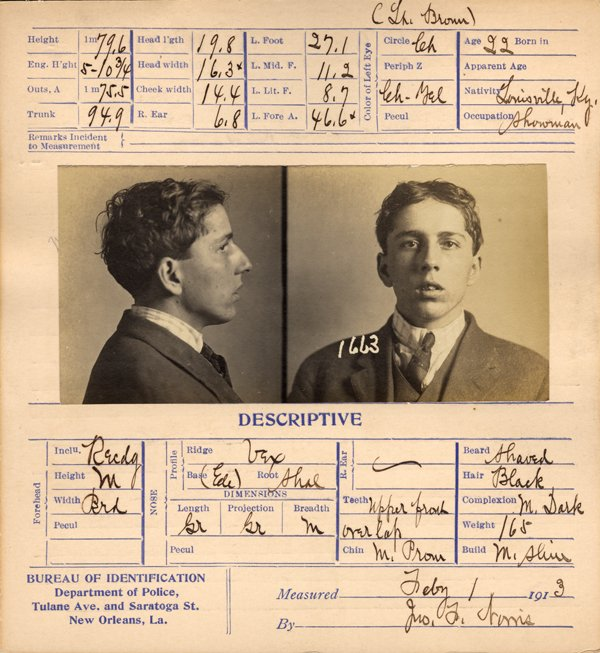 (Ch. Brown)
Height 1m 79.6 Head l'gth 19.8 L. Foot 27.1 Circle Ch Age 22 Born in
Eng. H'ght 5-10 3/4 Head width 16.3x L. Mid. F. 11.2 Periph Z Apparent Age
Outs, A 1m 75.5 Cheek width 14.4 L. Lit. F. 8.7 Ch-Yel Nativity Louisville, Ky.
Trunk 94.9 R. Ear 6.8 L. Fore A. 46.6x Pecul Occupation Showman
Color of Left Eye
Remarks Incident
to Measurement
1663
DESCRIPTIVE
Forehead
Inclu. Recdg
Height M
Width Brd
Pecul
NOSE
Profile
Ridge Vex
Base (Ede) Root Shal
DIMENSIONS
Length Projection Breadth
Gr Gr M
Pecul
R. Ear
Teeth Upper front
overlap
Chin M. Prom
Beard Shaved
Hair Black
Complexion M. Dark
Weight 165
Build M. Slim
BUREAU OF IDENTIFICATION
Department of Police,
Tulane Ave. and Saratoga St.
New Orleans, La.
Measured Feby 1 1913
By Jno. F. Norris